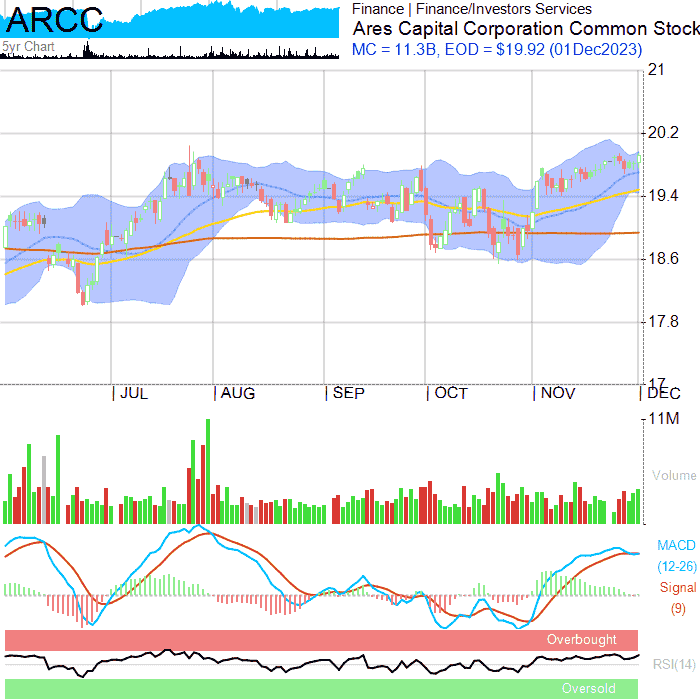 ARCC
5yr Chart
Finance | Finance/Investors Services
Ares Capital Corporation Common Stock
MC = 11.3B, EOD = $19.92 (01Dec2023)
21
20.2
19.4
18.6
17.8
17
| JUL | AUG | SEP | OCT | NOV | DEC
11M
Volume
MACD
(12-26)
Signal
(9)
Overbought
RSI(14)
Oversold